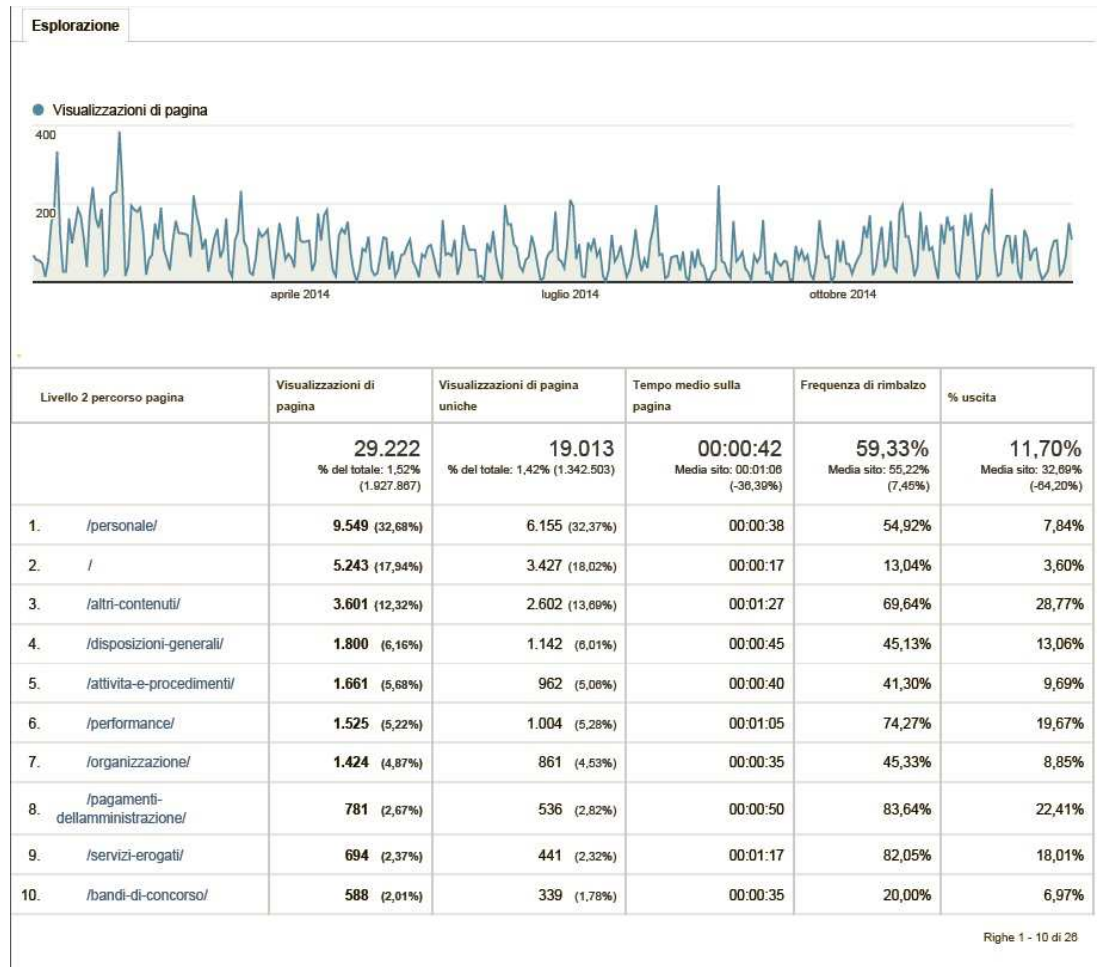 Esplorazione
Visualizzazioni di pagina
400
200
aprile 2014 luglio 2014 ottobre 2014
Livello 2 percorso pagina Visualizzazioni di pagina Visualizzazioni di pagina uniche Tempo medio sulla pagina Frequenza di rimbalzo % uscita
29.222 19.013 00:00:42 59,33% 11,70%
% del totale: 1,52% (1.927.867) % del totale: 1,42% (1.342.503) Media sito: 00:01:06 (-36,39%) Media sito: 55,22% (7,45%) Media sito: 32,69% (-64,20%)
1. /personale/ 9.549 (32,68%) 6.155 (32,37%) 00:00:38 54,92% 7,84%
2. / 5.243 (17,94%) 3.427 (18,02%) 00:00:17 13,04% 3,60%
3. /altri-contenuti/ 3.601 (12,32%) 2.602 (13,69%) 00:01:27 69,64% 28,77%
4. /disposizioni-generali/ 1.800 (6,16%) 1.142 (6,01%) 00:00:45 45,13% 13,06%
5. /attivita-e-procedimenti/ 1.661 (5,68%) 962 (5,06%) 00:00:40 41,30% 9,69%
6. /performance/ 1.525 (5,22%) 1.004 (5,28%) 00:01:05 74,27% 19,67%
7. /organizzazione/ 1.424 (4,87%) 861 (4,53%) 00:00:35 45,33% 8,85%
8. /pagamenti-dellamministrazione/ 781 (2,67%) 536 (2,82%) 00:00:50 83,64% 22,41%
9. /servizi-erogati/ 694 (2,37%) 441 (2,32%) 00:01:17 82,05% 18,01%
10. /bandi-di-concorso/ 588 (2,01%) 339 (1,78%) 00:00:35 20,00% 6,97%
Righe 1 - 10 di 26